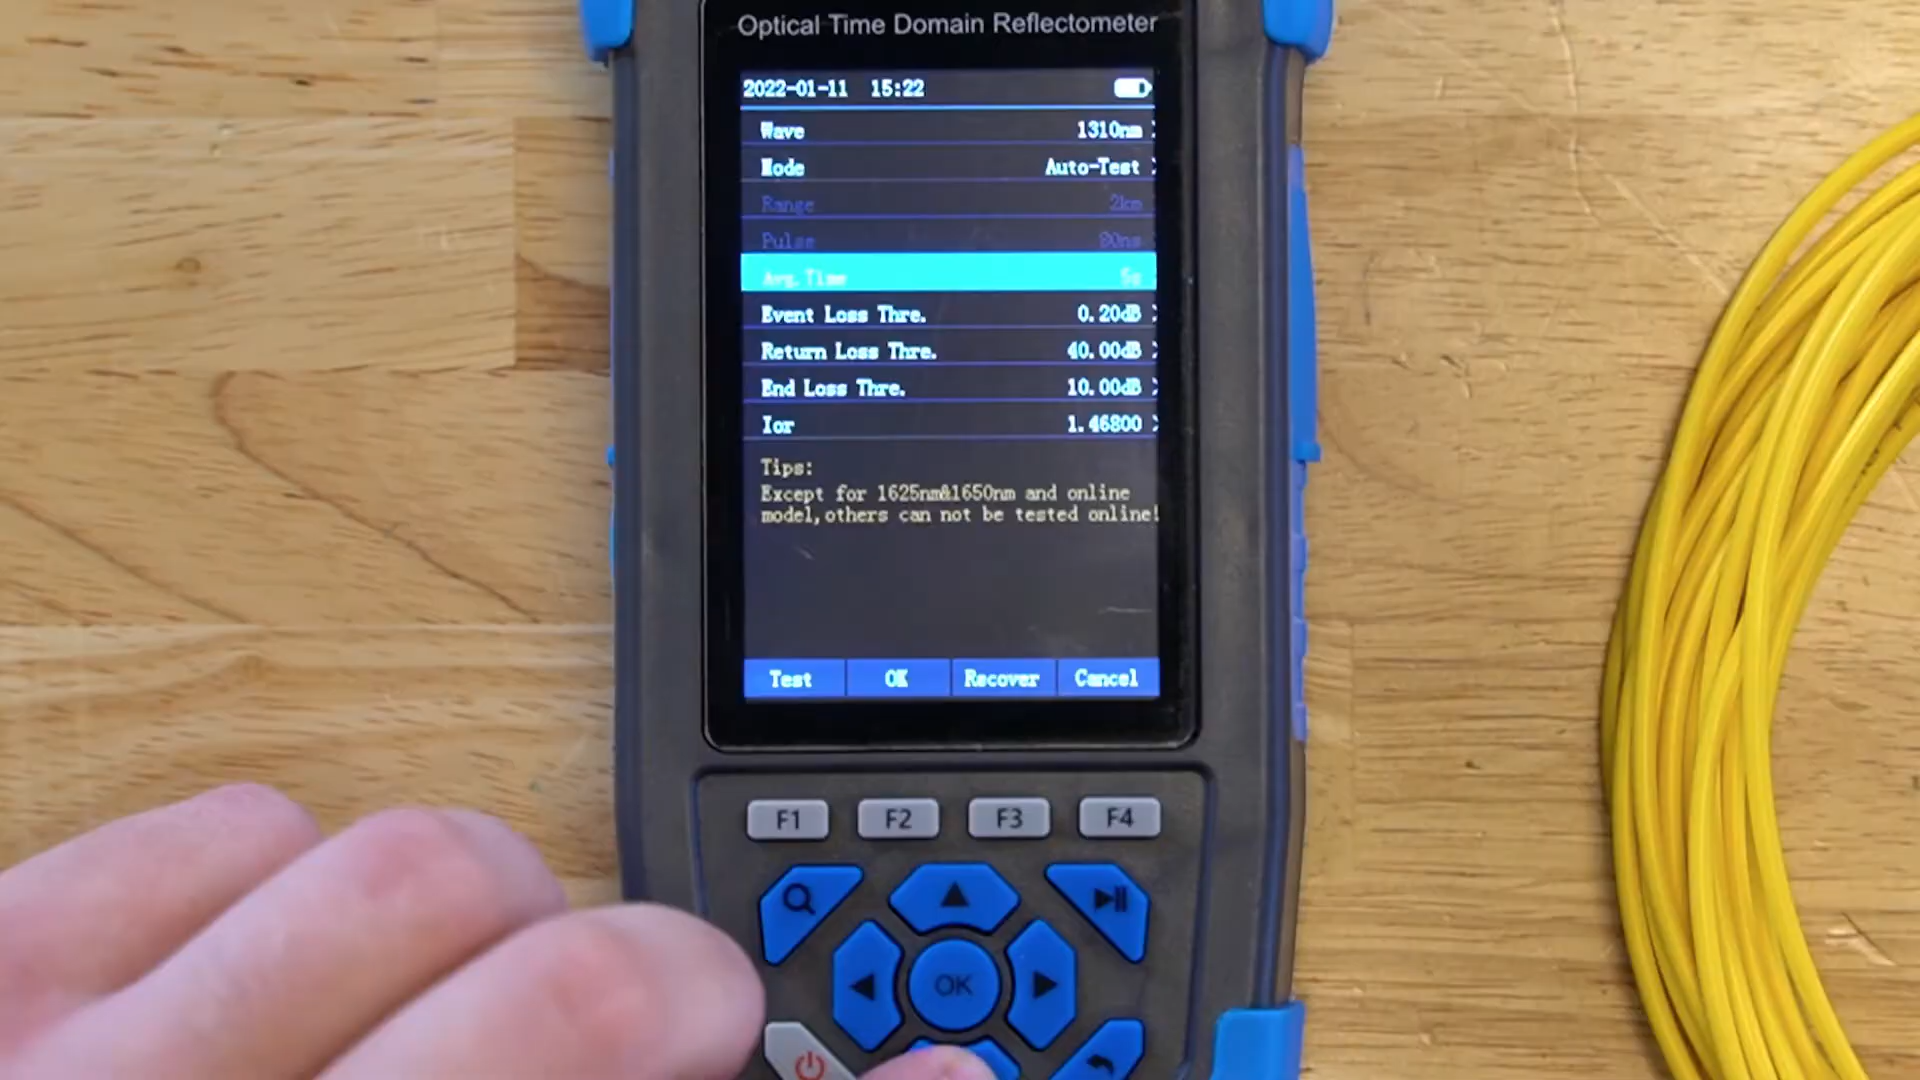 Optical Time Domain Reflectometer
2022-01-11 15:22
Wave 1310nm >
Mode Auto-Test >
Range 2km
Pulse 80ns
Avg.Time 5s
Event Loss Thre. 0.20dB >
Return Loss Thre. 40.00dB >
End Loss Thre. 10.00dB >
Ior 1.46800 >
Tips:
Except for 1625nm&1650nm and online
model,others can not be tested online!
Test OK Recover Cancel
F1 F2 F3 F4
OK